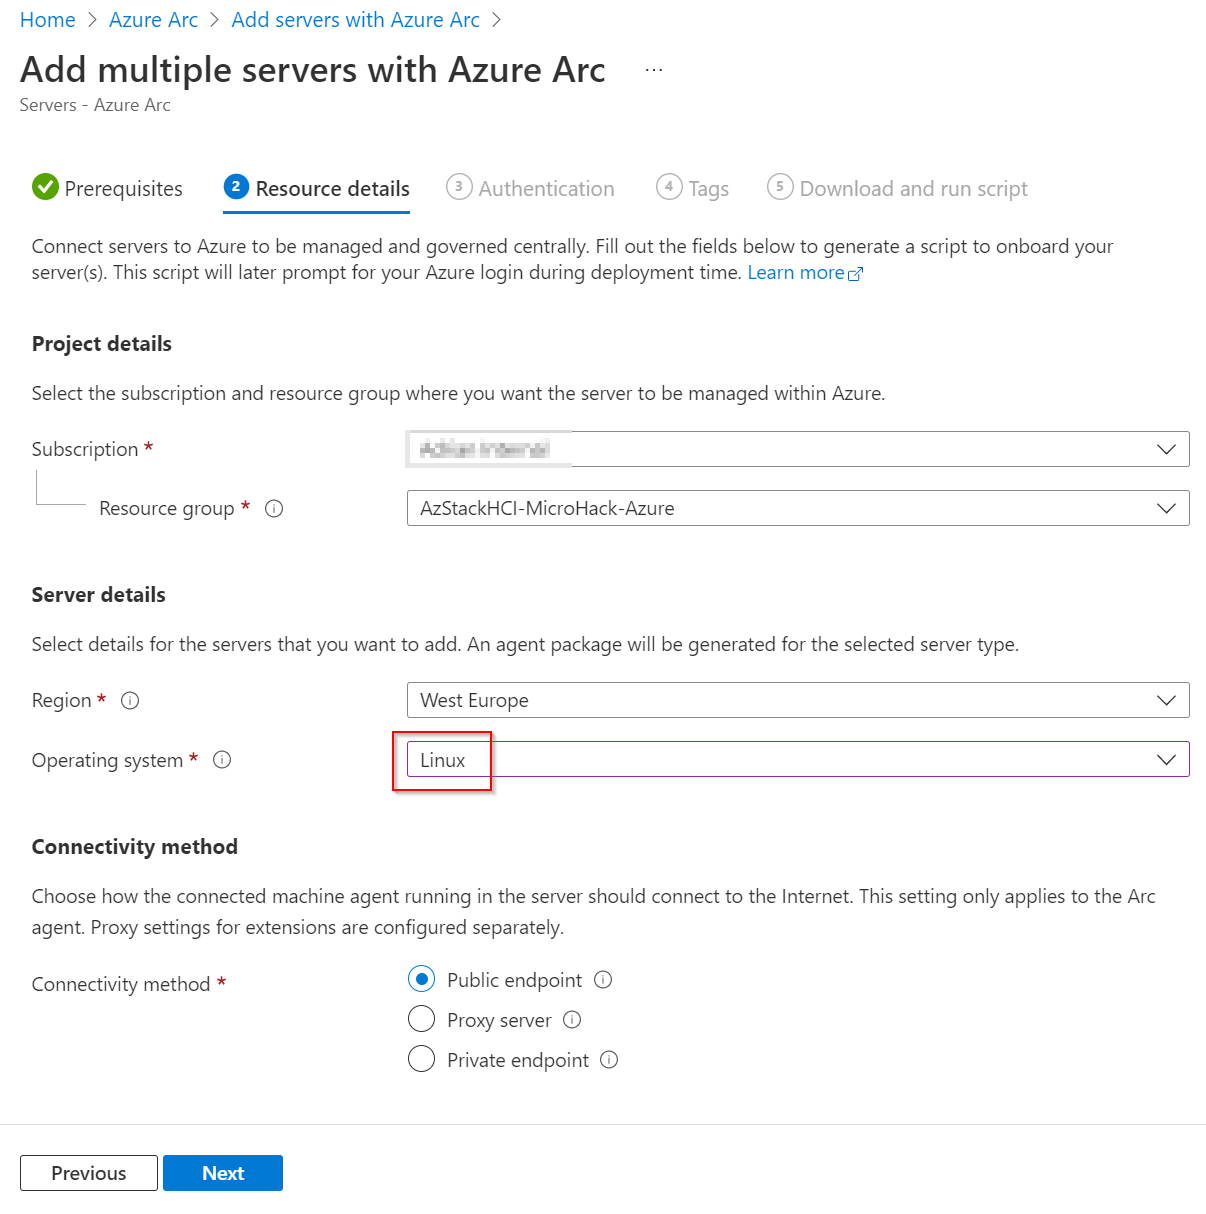 Home > Azure Arc > Add servers with Azure Arc >
Add multiple servers with Azure Arc ...
Servers - Azure Arc
Prerequisites 2 Resource details 3 Authentication 4 Tags 5 Download and run script
Connect servers to Azure to be managed and governed centrally. Fill out the fields below to generate a script to onboard your
server(s). This script will later prompt for your Azure login during deployment time. Learn more
Project details
Select the subscription and resource group where you want the server to be managed within Azure.
Subscription *
Resource group * AzStackHCI-MicroHack-Azure
Server details
Select details for the servers that you want to add. An agent package will be generated for the selected server type.
Region * West Europe
Operating system * Linux
Connectivity method
Choose how the connected machine agent running in the server should connect to the Internet. This setting only applies to the Arc
agent. Proxy settings for extensions are configured separately.
Connectivity method * Public endpoint
Proxy server
Private endpoint
Previous Next